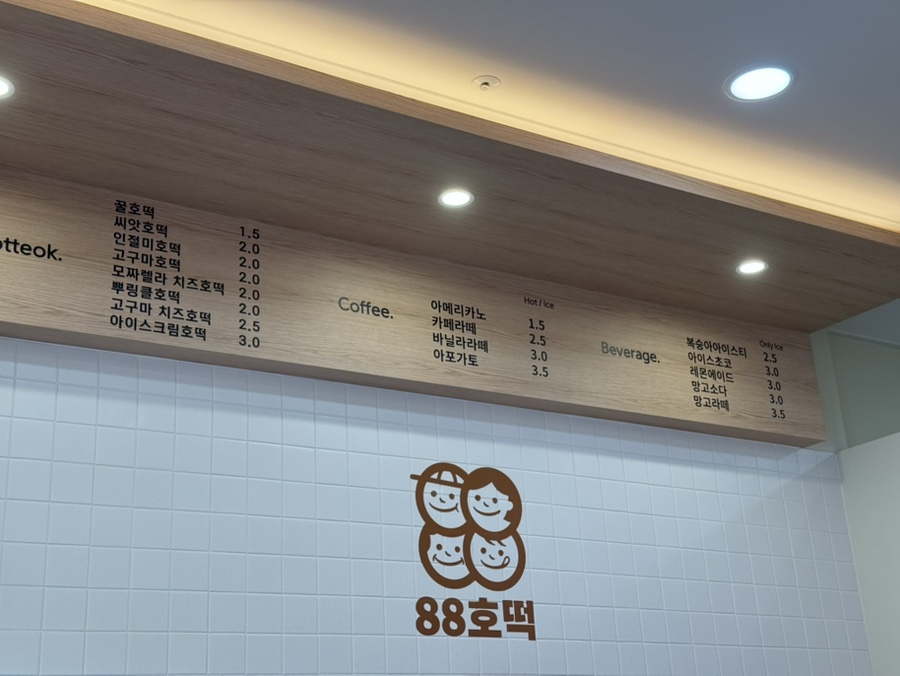 otteok.
꿀호떡 1.5
씨앗호떡 2.0
인절미호떡 2.0
고구마호떡 2.0
모짜렐라 치즈호떡 2.0
뿌링클호떡 2.0
고구마 치즈호떡 2.5
아이스크림호떡 3.0
Coffee.
Hot / Ice
아메리카노 1.5
카페라떼 2.5
바닐라라떼 3.0
아포가토 3.5
Beverage.
Only Ice
복숭아아이스티 2.5
아이스초코 3.0
레몬에이드 3.0
망고소다 3.0
망고라떼 3.5
88호떡